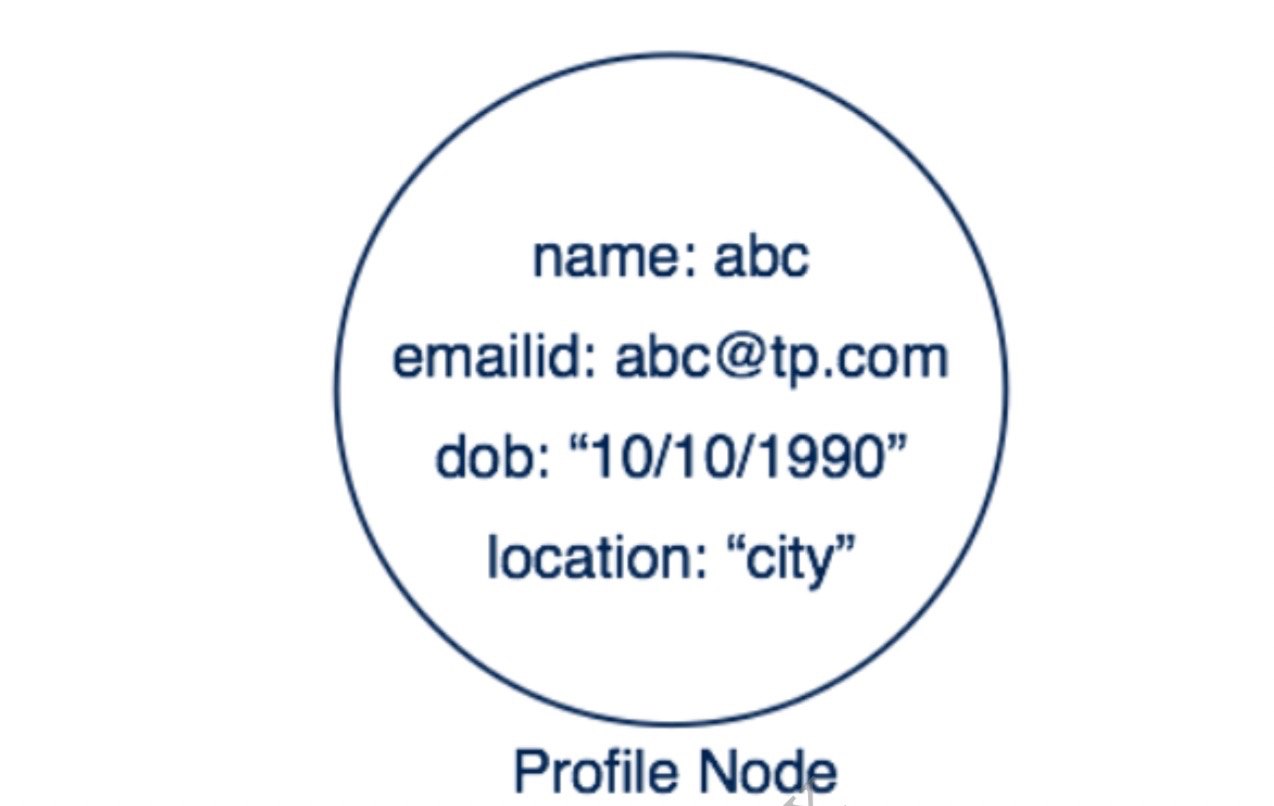 name: abc
emailid: abc@tp.com
dob: “10/10/1990”
location: “city”
Profile Node